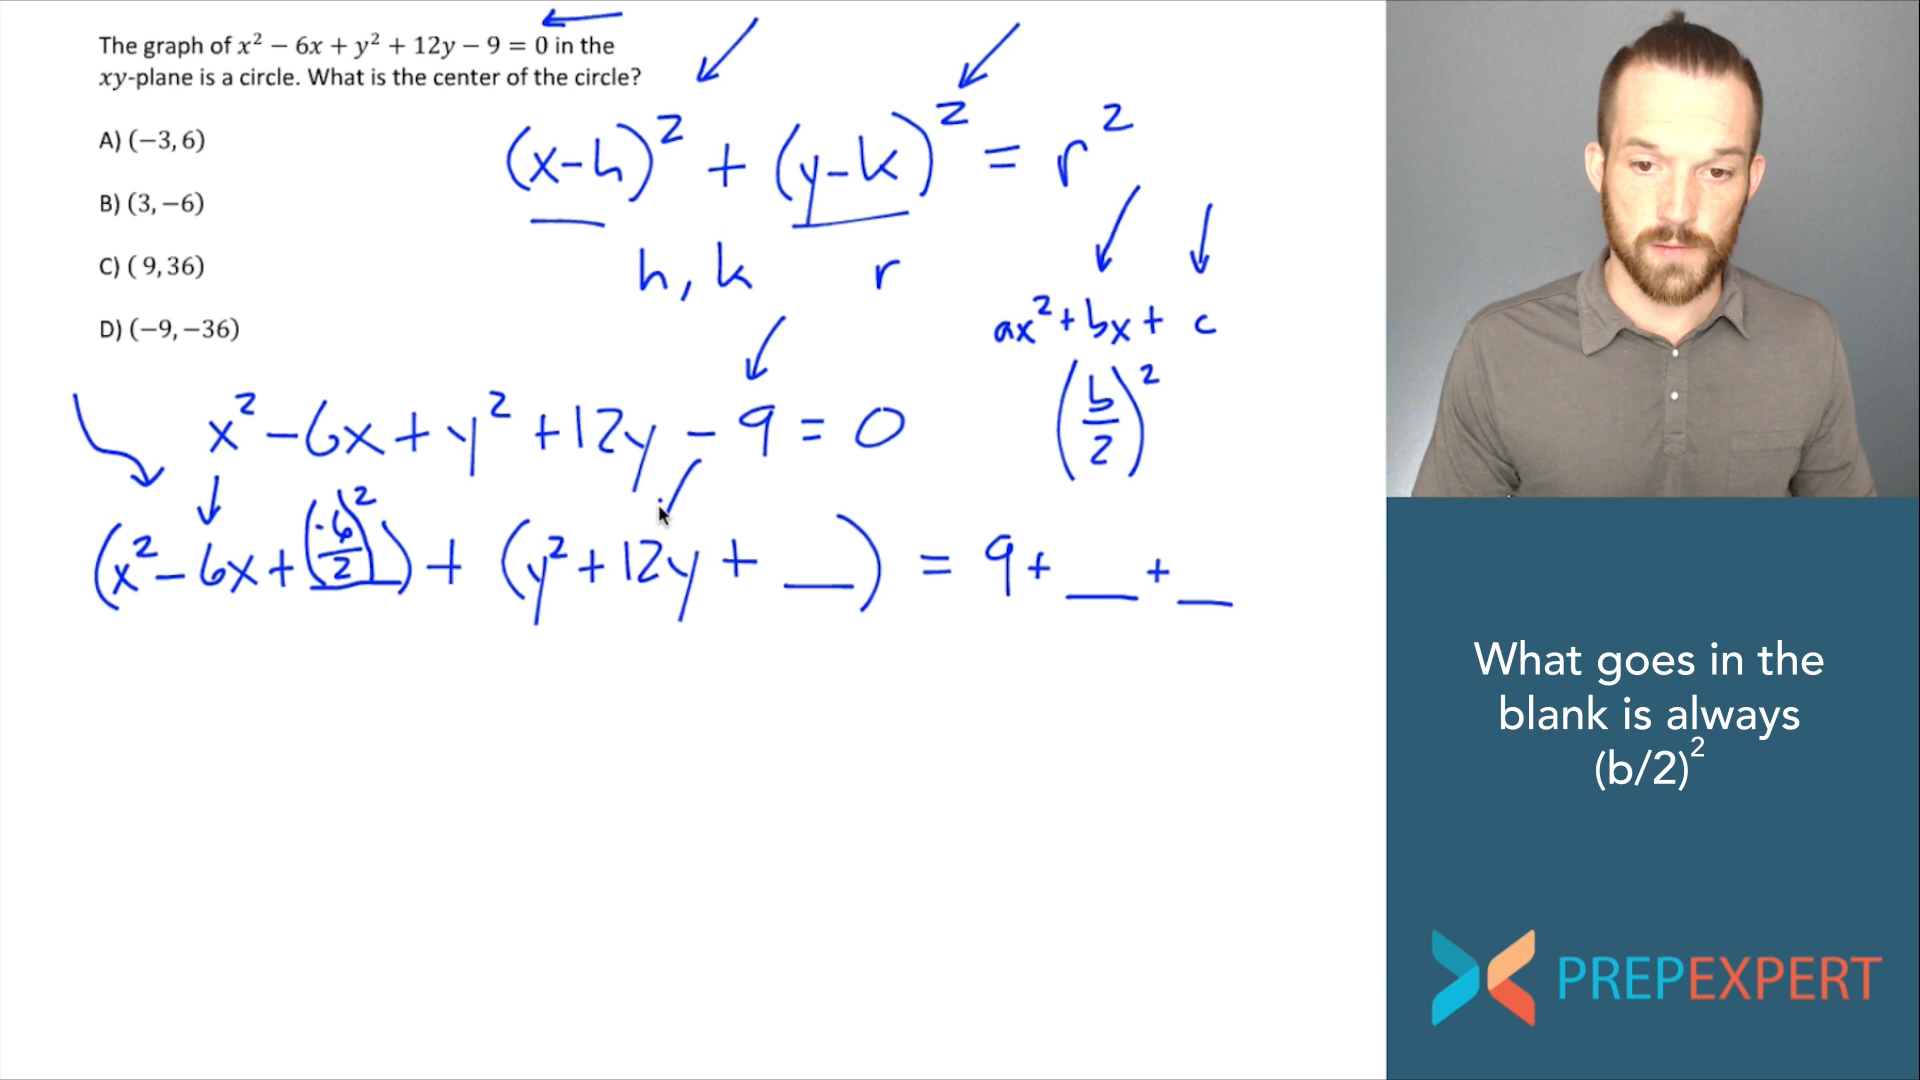 The graph of x² − 6x + y² + 12y − 9 = 0 in the
xy-plane is a circle. What is the center of the circle?
A) (−3, 6)
B) (3, −6)
C) ( 9, 36)
D) (−9, −36)
(x-h)² + (y-k)² = r²
h, k r
ax² + bx + c
(b/2)²
x² - 6x + y² + 12y - 9 = 0
(x² - 6x + (-6/2)²) + (y² + 12y + __) = 9 + __ + __
What goes in the
blank is always
(b/2)²
PREPEXPERT